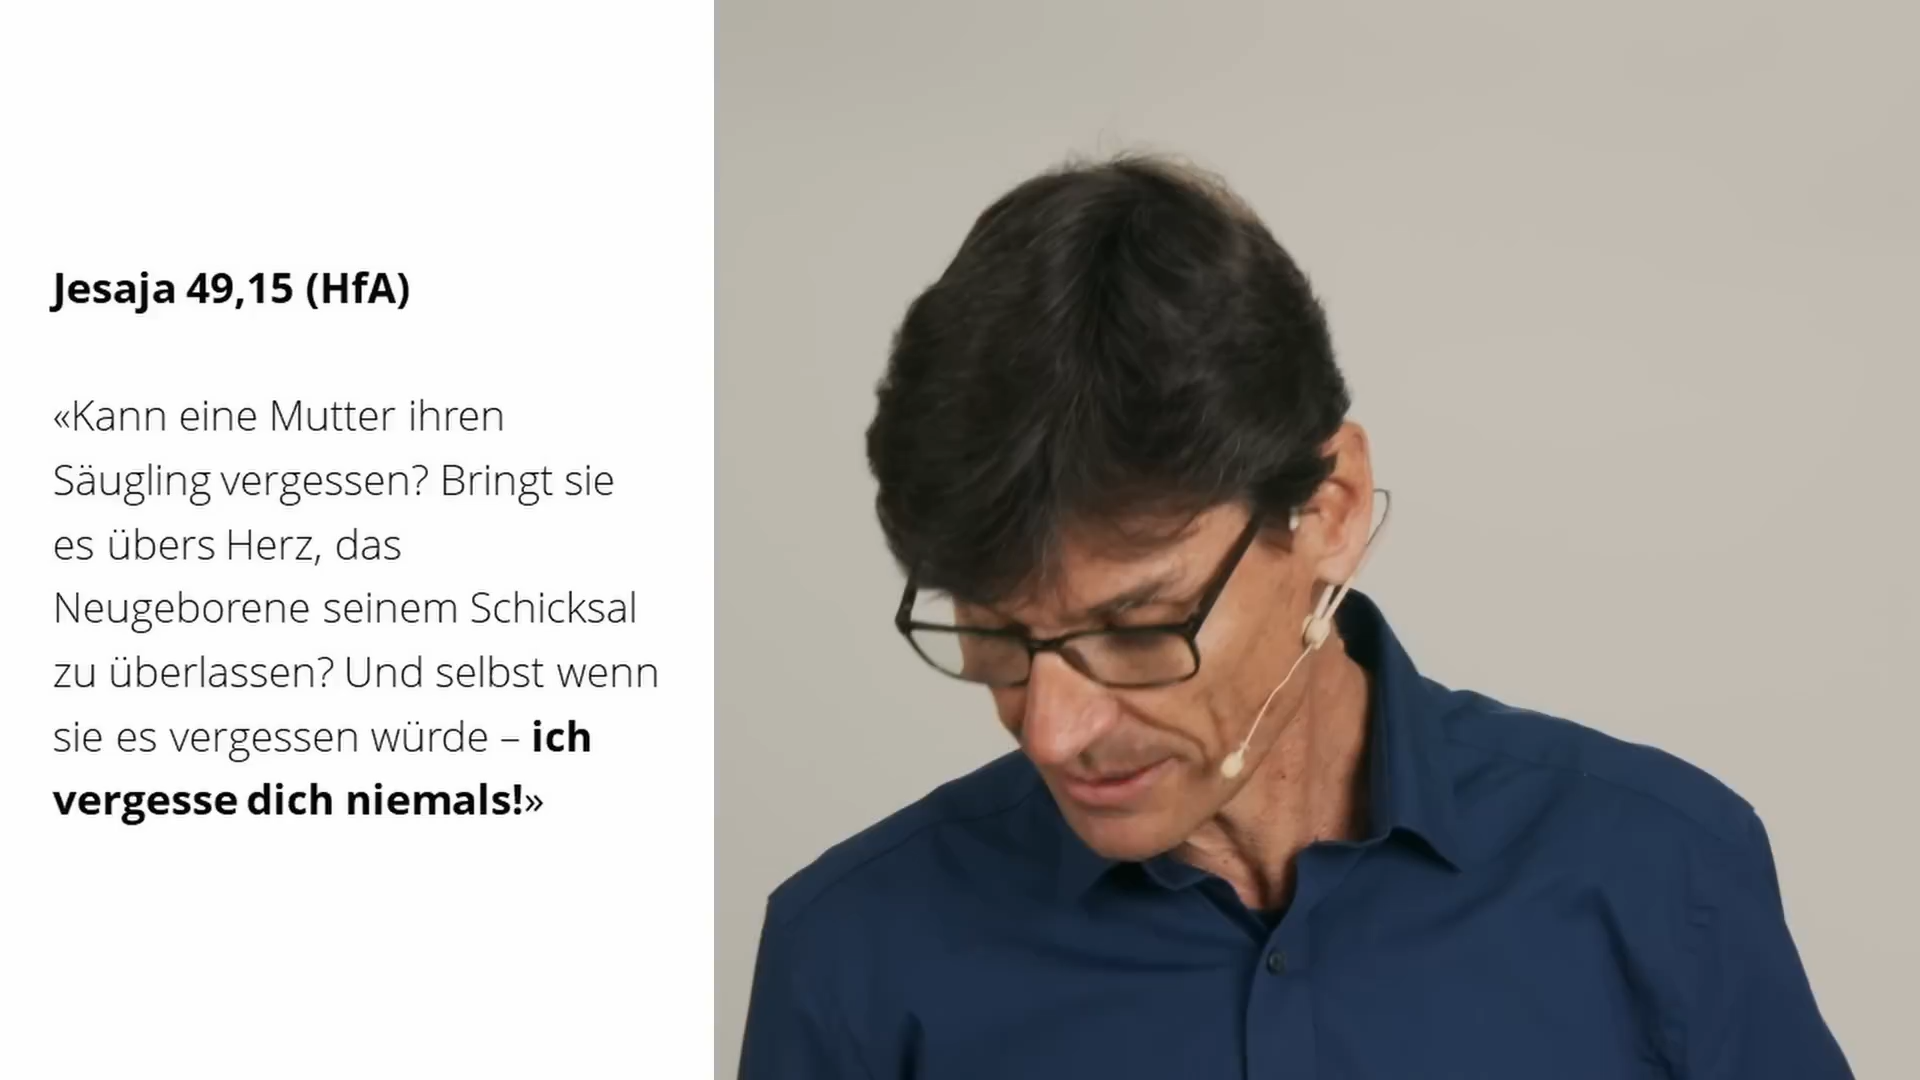 Jesaja 49,15 (HfA)
«Kann eine Mutter ihren
Säugling vergessen? Bringt sie
es übers Herz, das
Neugeborene seinem Schicksal
zu überlassen? Und selbst wenn
sie es vergessen würde – ich
vergesse dich niemals!»